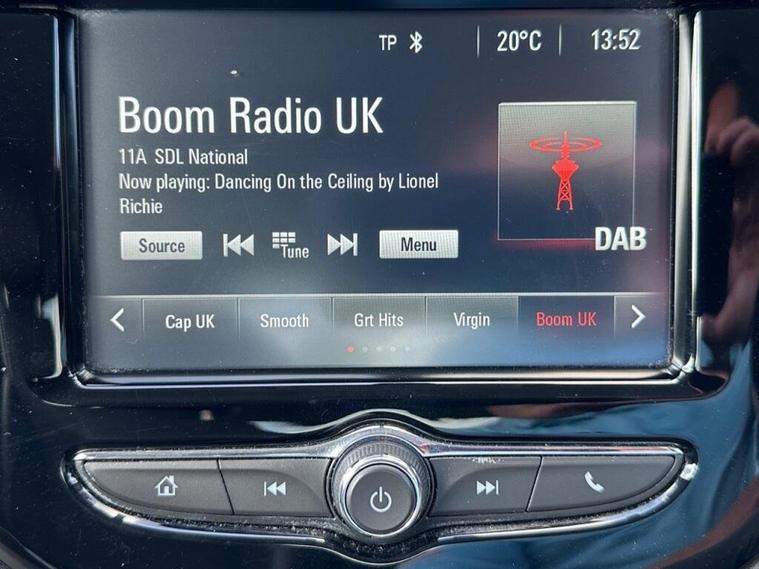 TP 20°C 13:52
Boom Radio UK
11A SDL National
Now playing: Dancing On the Ceiling by Lionel
Richie
Source Tune Menu
DAB
Cap UK Smooth Grt Hits Virgin Boom UK